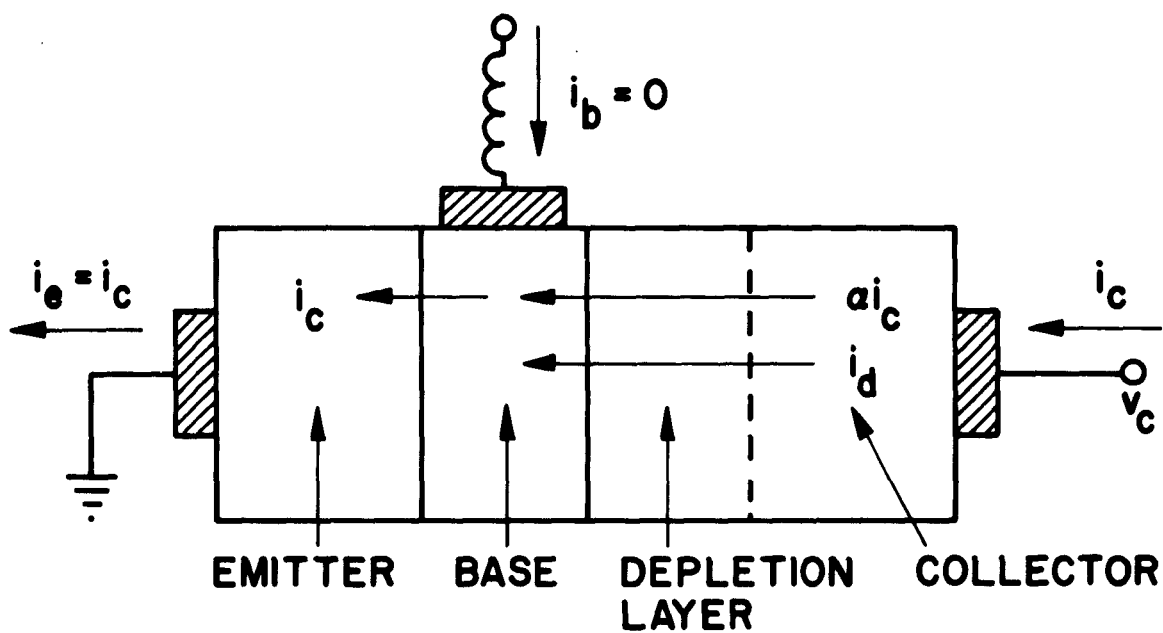 i_b = 0
i_e = i_c
i_c
αi_c
i_c
i_d
v_c
EMITTER
BASE
DEPLETION
LAYER
COLLECTOR